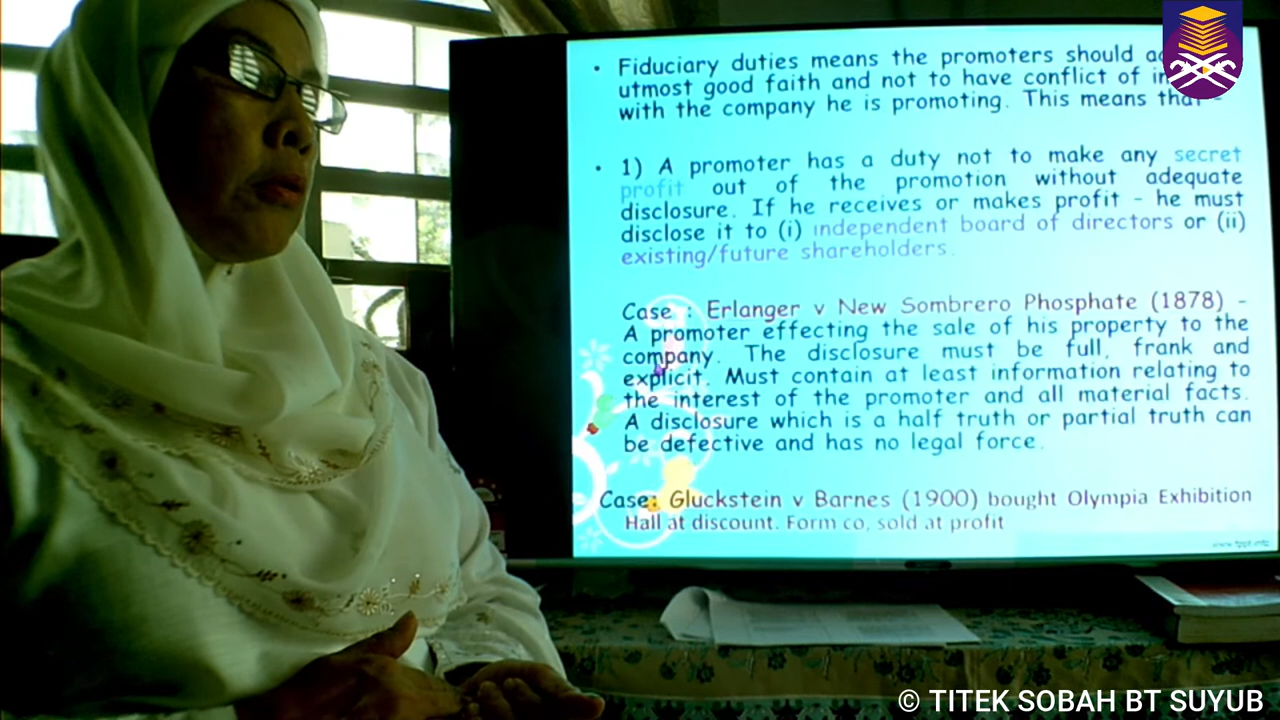 • Fiduciary duties means the promoters should
utmost good faith and not to have conflict of
with the company he is promoting. This means that -
• 1) A promoter has a duty not to make any secret
profit out of the promotion without adequate
disclosure. If he receives or makes profit - he must
disclose it to (i) independent board of directors or (ii)
existing/future shareholders.
Case : Erlanger v New Sombrero Phosphate (1878) -
A promoter effecting the sale of his property to the
company. The disclosure must be full, frank and
explicit. Must contain at least information relating to
the interest of the promoter and all material facts.
A disclosure which is a half truth or partial truth can
be defective and has no legal force.
Case: Gluckstein v Barnes (1900) bought Olympia Exhibition
Hall at discount. Form co, sold at profit
© TITEK SOBAH BT SUYUB